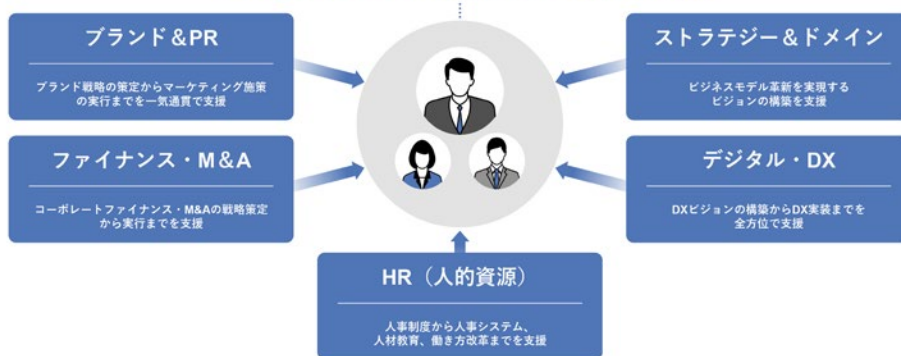 ブランド＆PR
ブランド戦略の策定からマーケティング施策
の実行までを一気通貫で支援
ストラテジー＆ドメイン
ビジネスモデル革新を実現する
ビジョンの構築を支援
ファイナンス・M＆A
コーポレートファイナンス・M&Aの戦略策定
から実行までを支援
デジタル・DX
DXビジョンの構築からDX実装までを
全方位で支援
HR（人的資源）
人事制度から人事システム、
人材教育、働き方改革までを支援